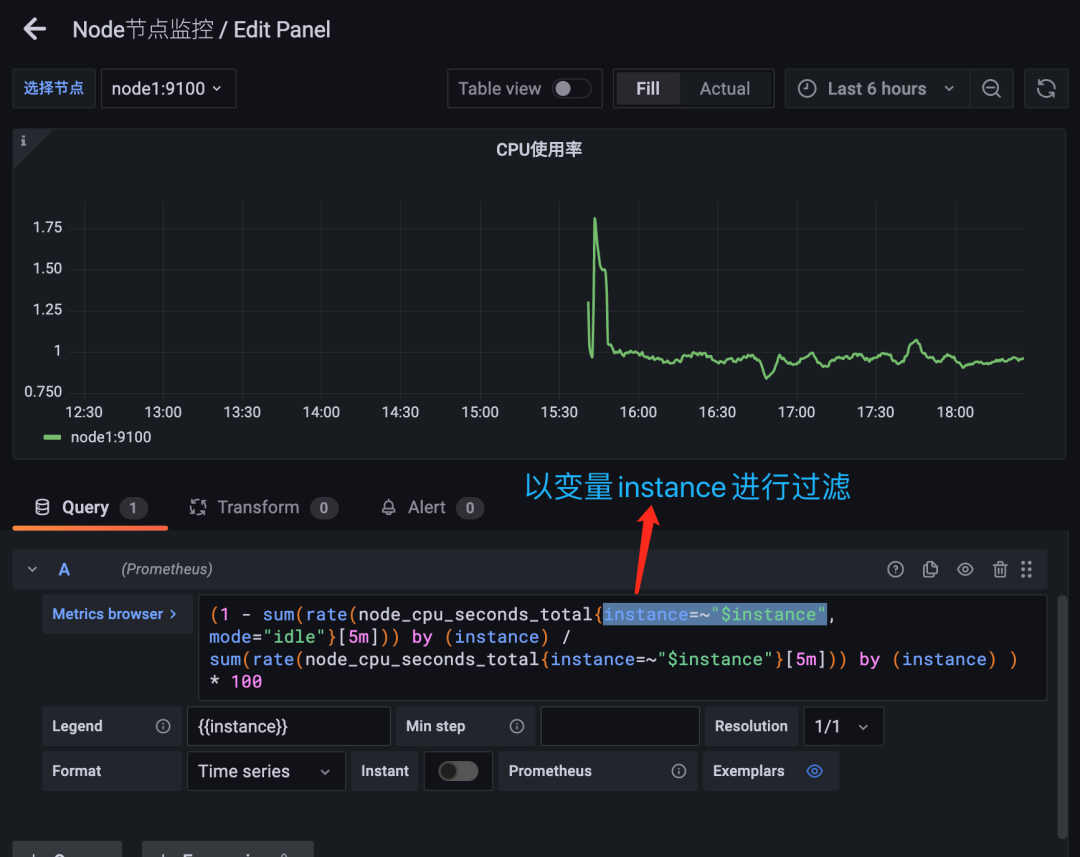 Node节点监控 / Edit Panel
选择节点 node1:9100 Table view Fill Actual Last 6 hours
i
CPU使用率
1.75
1.50
1.25
1
0.750
12:30 13:00 13:30 14:00 14:30 15:00 15:30 16:00 16:30 17:00 17:30 18:00
node1:9100
以变量 instance 进行过滤
Query 1 Transform 0 Alert 0
A (Prometheus)
Metrics browser > (1 - sum(rate(node_cpu_seconds_total{instance=~"$instance",
mode="idle"}[5m])) by (instance) /
sum(rate(node_cpu_seconds_total{instance=~"$instance"}[5m])) by (instance) )
* 100
Legend {{instance}} Min step Resolution 1/1
Format Time series Instant Prometheus Exemplars